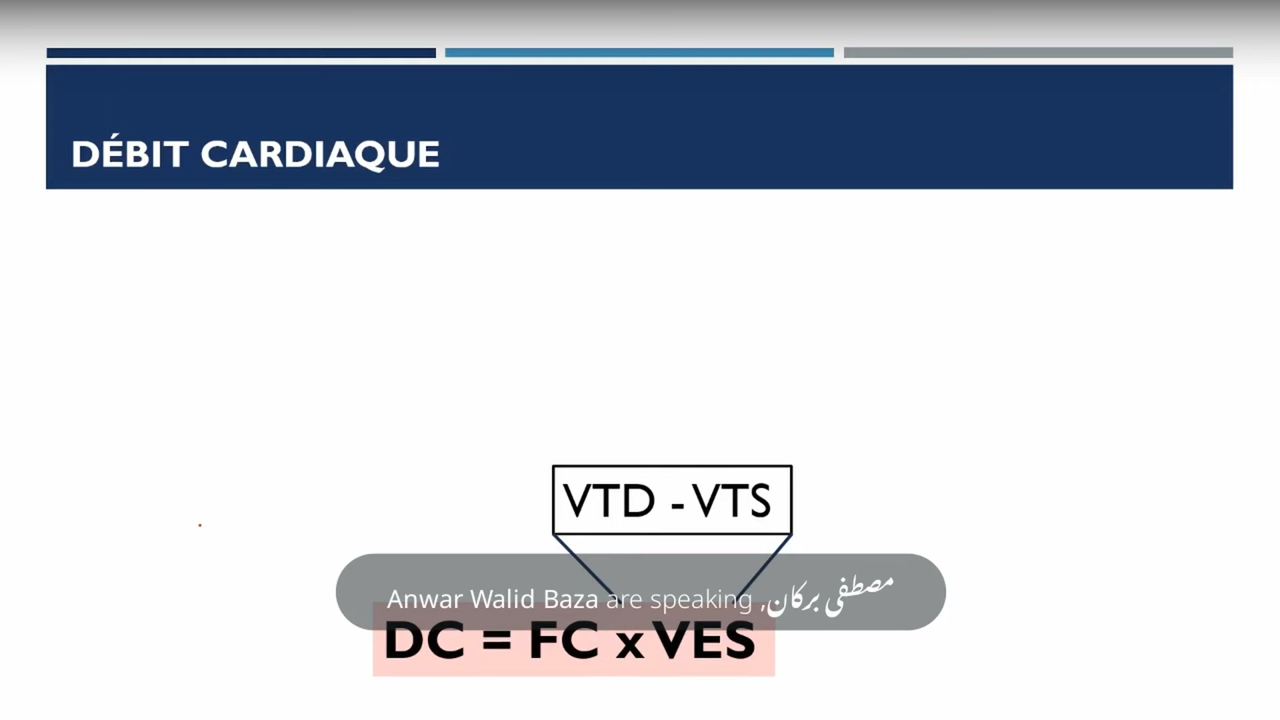 DÉBIT CARDIAQUE
VTD - VTS
Anwar Walid Baza are speaking ,مصطفى بركان
DC = FC x VES